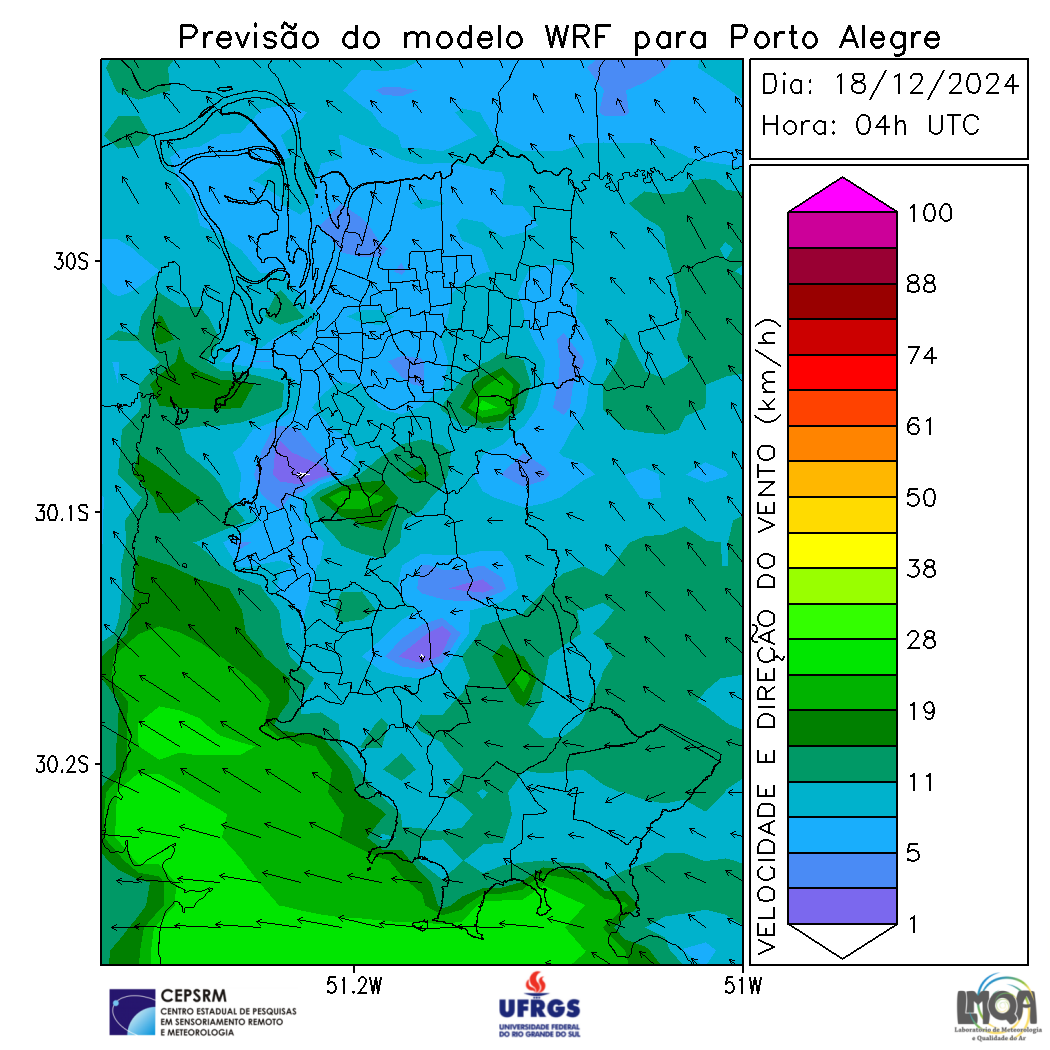 Previsão do modelo WRF para Porto Alegre
Dia: 18/12/2024
Hora: 04h UTC
30S
30.1S
30.2S
51.2W
51W
VELOCIDADE E DIREÇÃO DO VENTO (km/h)
100
88
74
61
50
38
28
19
11
5
1
CEPSRM
CENTRO ESTADUAL DE PESQUISAS
EM SENSORIAMENTO REMOTO
E METEOROLOGIA
UFRGS
UNIVERSIDADE FEDERAL
DO RIO GRANDE DO SUL
LMQA
Laboratório de Meteorologia
e Qualidade do Ar